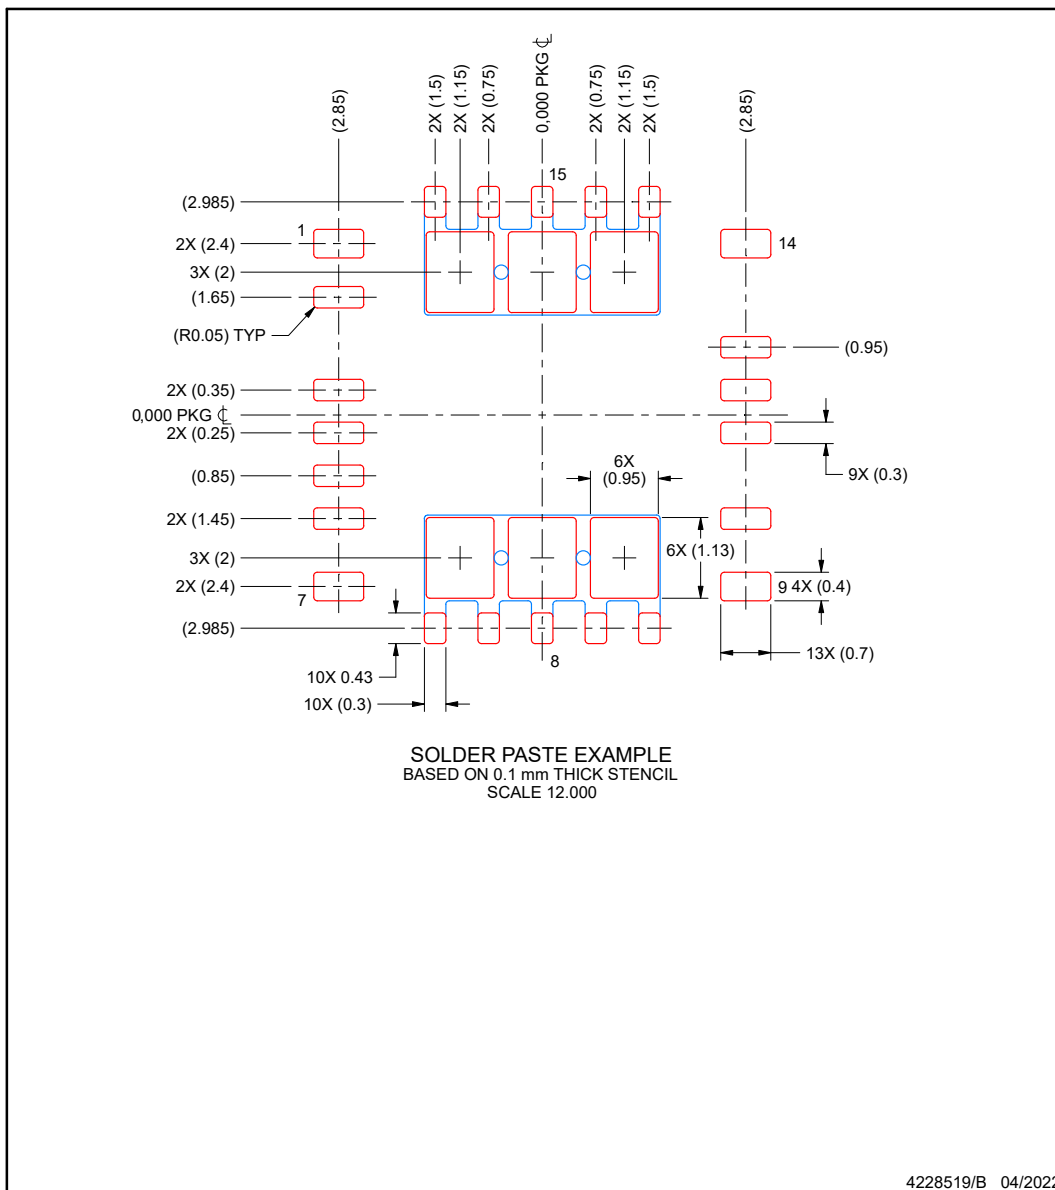 (2.85)
2X (1.5)
2X (1.15)
2X (0.75)
0,000 PKG ℄
2X (0.75)
2X (1.15)
2X (1.5)
(2.85)
15
(2.985)
1
2X (2.4)
14
3X (2)
(1.65)
(R0.05) TYP
(0.95)
2X (0.35)
0,000 PKG ℄
2X (0.25)
6X
(0.95)
(0.85)
9X (0.3)
2X (1.45)
3X (2)
6X (1.13)
2X (2.4)
7
9
4X (0.4)
(2.985)
8
13X (0.7)
10X 0.43
10X (0.3)
SOLDER PASTE EXAMPLE
BASED ON 0.1 mm THICK STENCIL
SCALE 12.000
4228519/B 04/2022